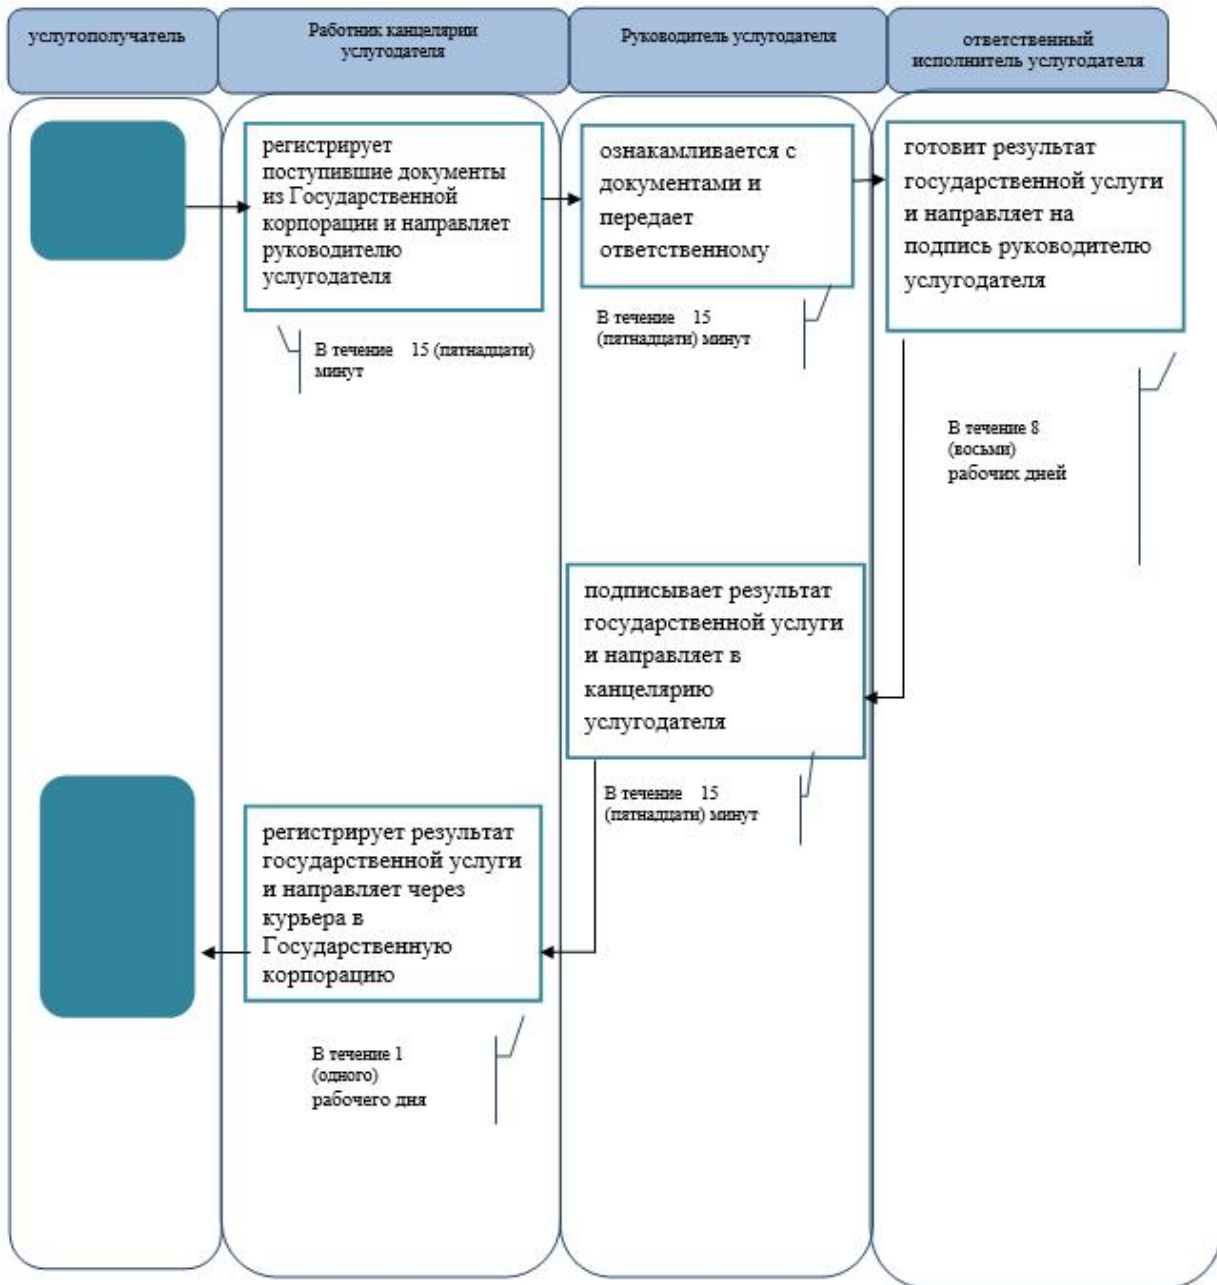 услугополучатель
Работник канцелярии
услугодателя
Руководитель услугодателя
ответственный
исполнитель услугодателя
регистрирует
поступившие документы
из Государственной
корпорации и направляет
руководителю
услугодателя
В течение 15 (пятнадцати)
минут
ознакамливается с
документами и
передает
ответственному
В течение 15
(пятнадцати) минут
готовит результат
государственной услуги
и направляет на
подпись руководителю
услугодателя
В течение 8
(восьми)
рабочих дней
подписывает результат
государственной услуги
и направляет в
канцелярию
услугодателя
В течение 15
(пятнадцати) минут
регистрирует результат
государственной услуги
и направляет через
курьера в
Государственную
корпорацию
В течение 1
(одного)
рабочего дня